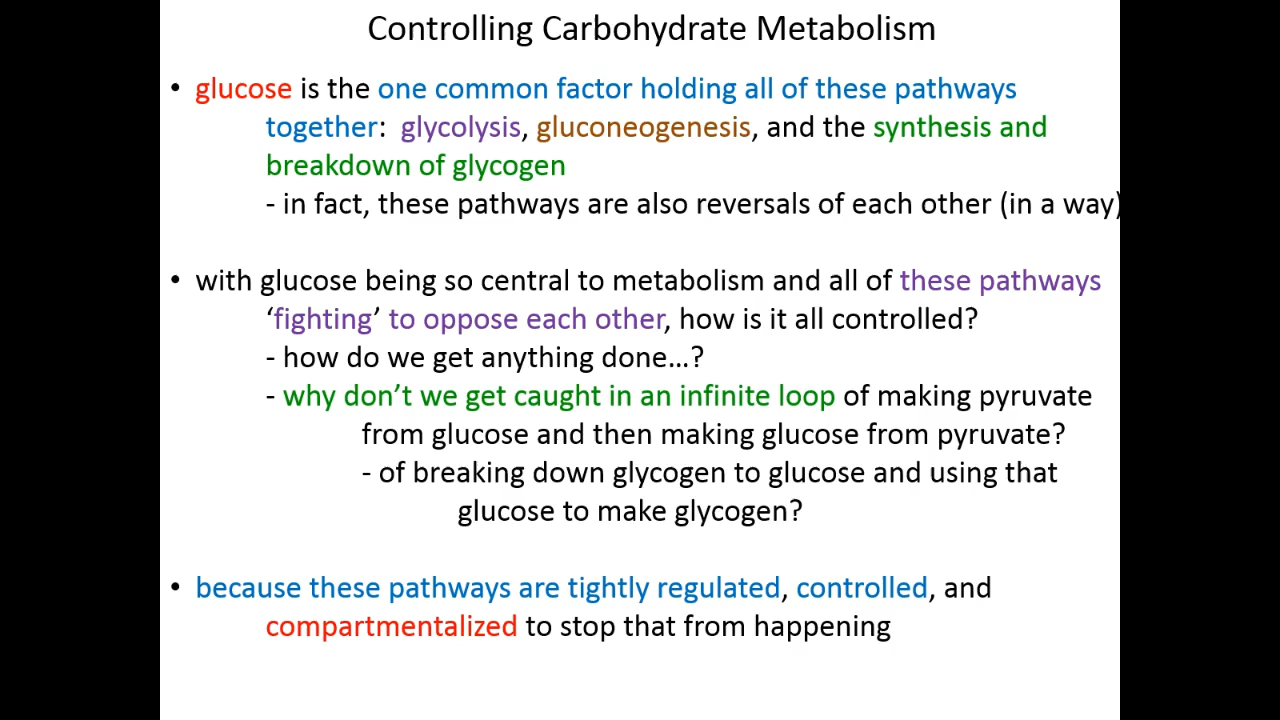 Controlling Carbohydrate Metabolism
• glucose is the one common factor holding all of these pathways
together: glycolysis, gluconeogenesis, and the synthesis and
breakdown of glycogen
- in fact, these pathways are also reversals of each other (in a way)
• with glucose being so central to metabolism and all of these pathways
‘fighting’ to oppose each other, how is it all controlled?
- how do we get anything done…?
- why don’t we get caught in an infinite loop of making pyruvate
from glucose and then making glucose from pyruvate?
- of breaking down glycogen to glucose and using that
glucose to make glycogen?
• because these pathways are tightly regulated, controlled, and
compartmentalized to stop that from happening